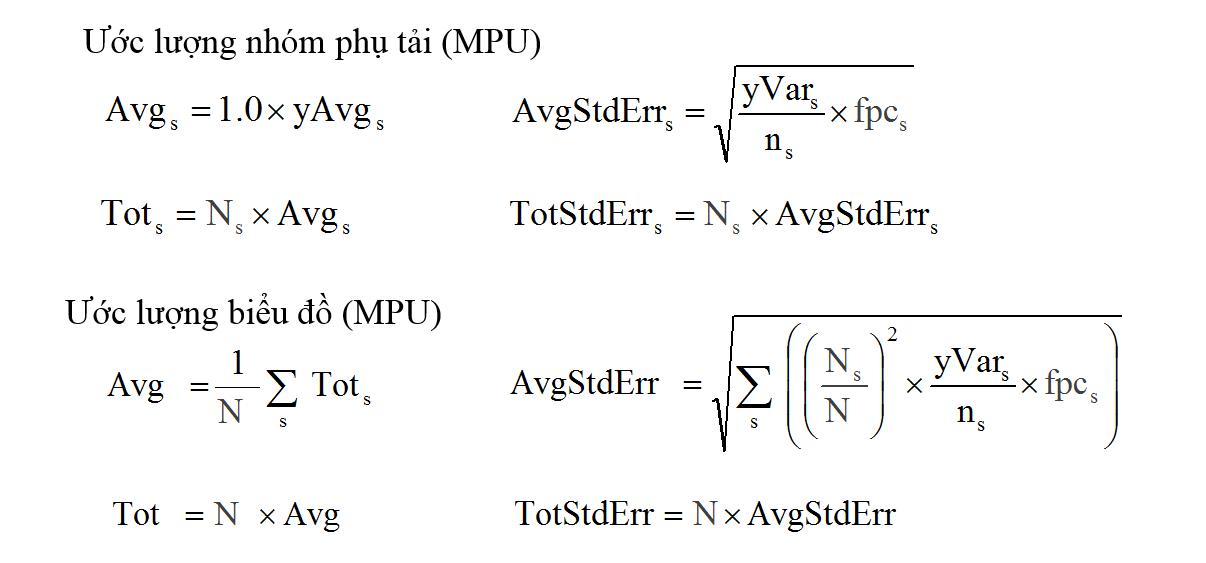 Ước lượng nhóm phụ tải (MPU)
Avg_s = 1.0 × yAvg_s
AvgStdErr_s = √(yVar_s / n_s × fpc_s)
Tot_s = N_s × Avg_s
TotStdErr_s = N_s × AvgStdErr_s
Ước lượng biểu đồ (MPU)
Avg = 1/N ∑_s Tot_s
AvgStdErr = √(∑_s ((N_s / N)² × yVar_s / n_s × fpc_s))
Tot = N × Avg
TotStdErr = N × AvgStdErr